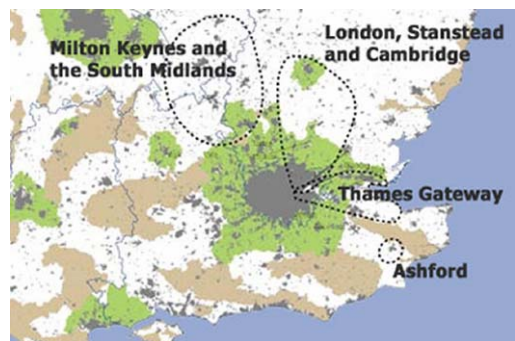 Milton Keynes and
the South Midlands
London, Stanstead
and Cambridge
Thames Gateway
Ashford